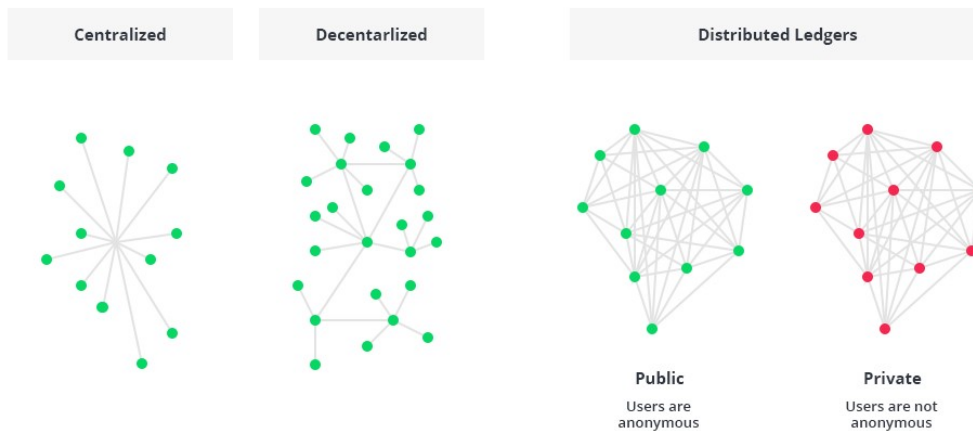 Centralized
Decentarlized
Distributed Ledgers
Public
Private
Users are
anonymous
Users are not
anonymous